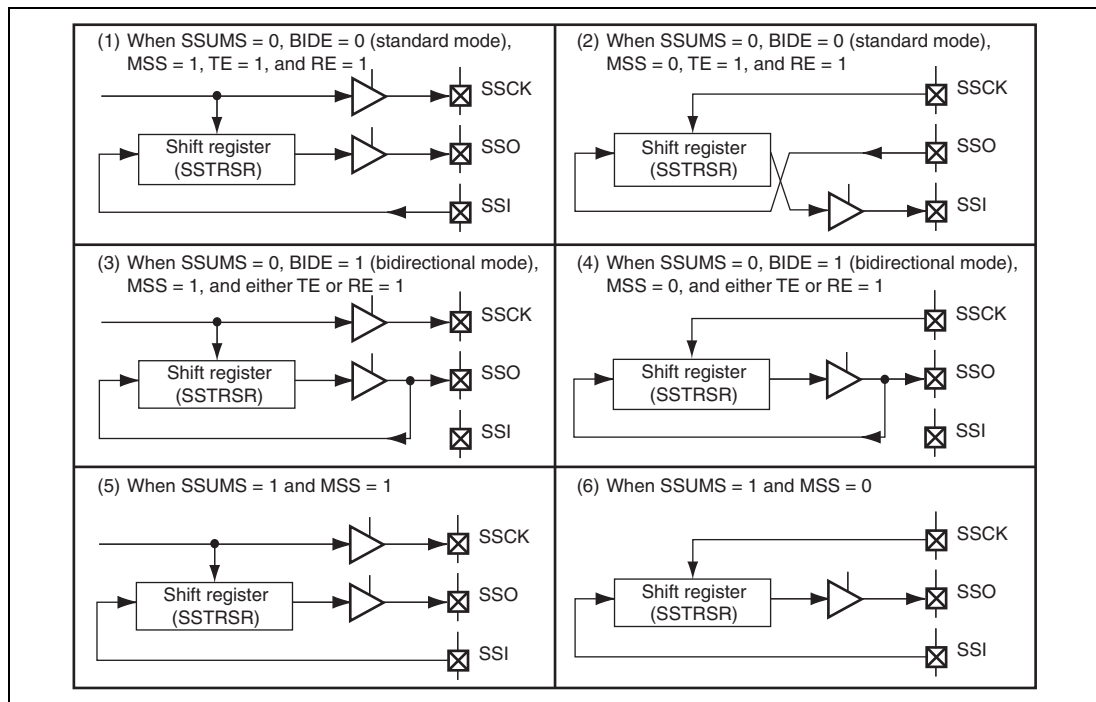 (1) When SSUMS = 0, BIDE = 0 (standard mode),
MSS = 1, TE = 1, and RE = 1
SSCK
Shift register
(SSTRSR)
SSO
SSI
(2) When SSUMS = 0, BIDE = 0 (standard mode),
MSS = 0, TE = 1, and RE = 1
SSCK
Shift register
(SSTRSR)
SSO
SSI
(3) When SSUMS = 0, BIDE = 1 (bidirectional mode),
MSS = 1, and either TE or RE = 1
SSCK
Shift register
(SSTRSR)
SSO
SSI
(4) When SSUMS = 0, BIDE = 1 (bidirectional mode),
MSS = 0, and either TE or RE = 1
SSCK
Shift register
(SSTRSR)
SSO
SSI
(5) When SSUMS = 1 and MSS = 1
SSCK
Shift register
(SSTRSR)
SSO
SSI
(6) When SSUMS = 1 and MSS = 0
SSCK
Shift register
(SSTRSR)
SSO
SSI